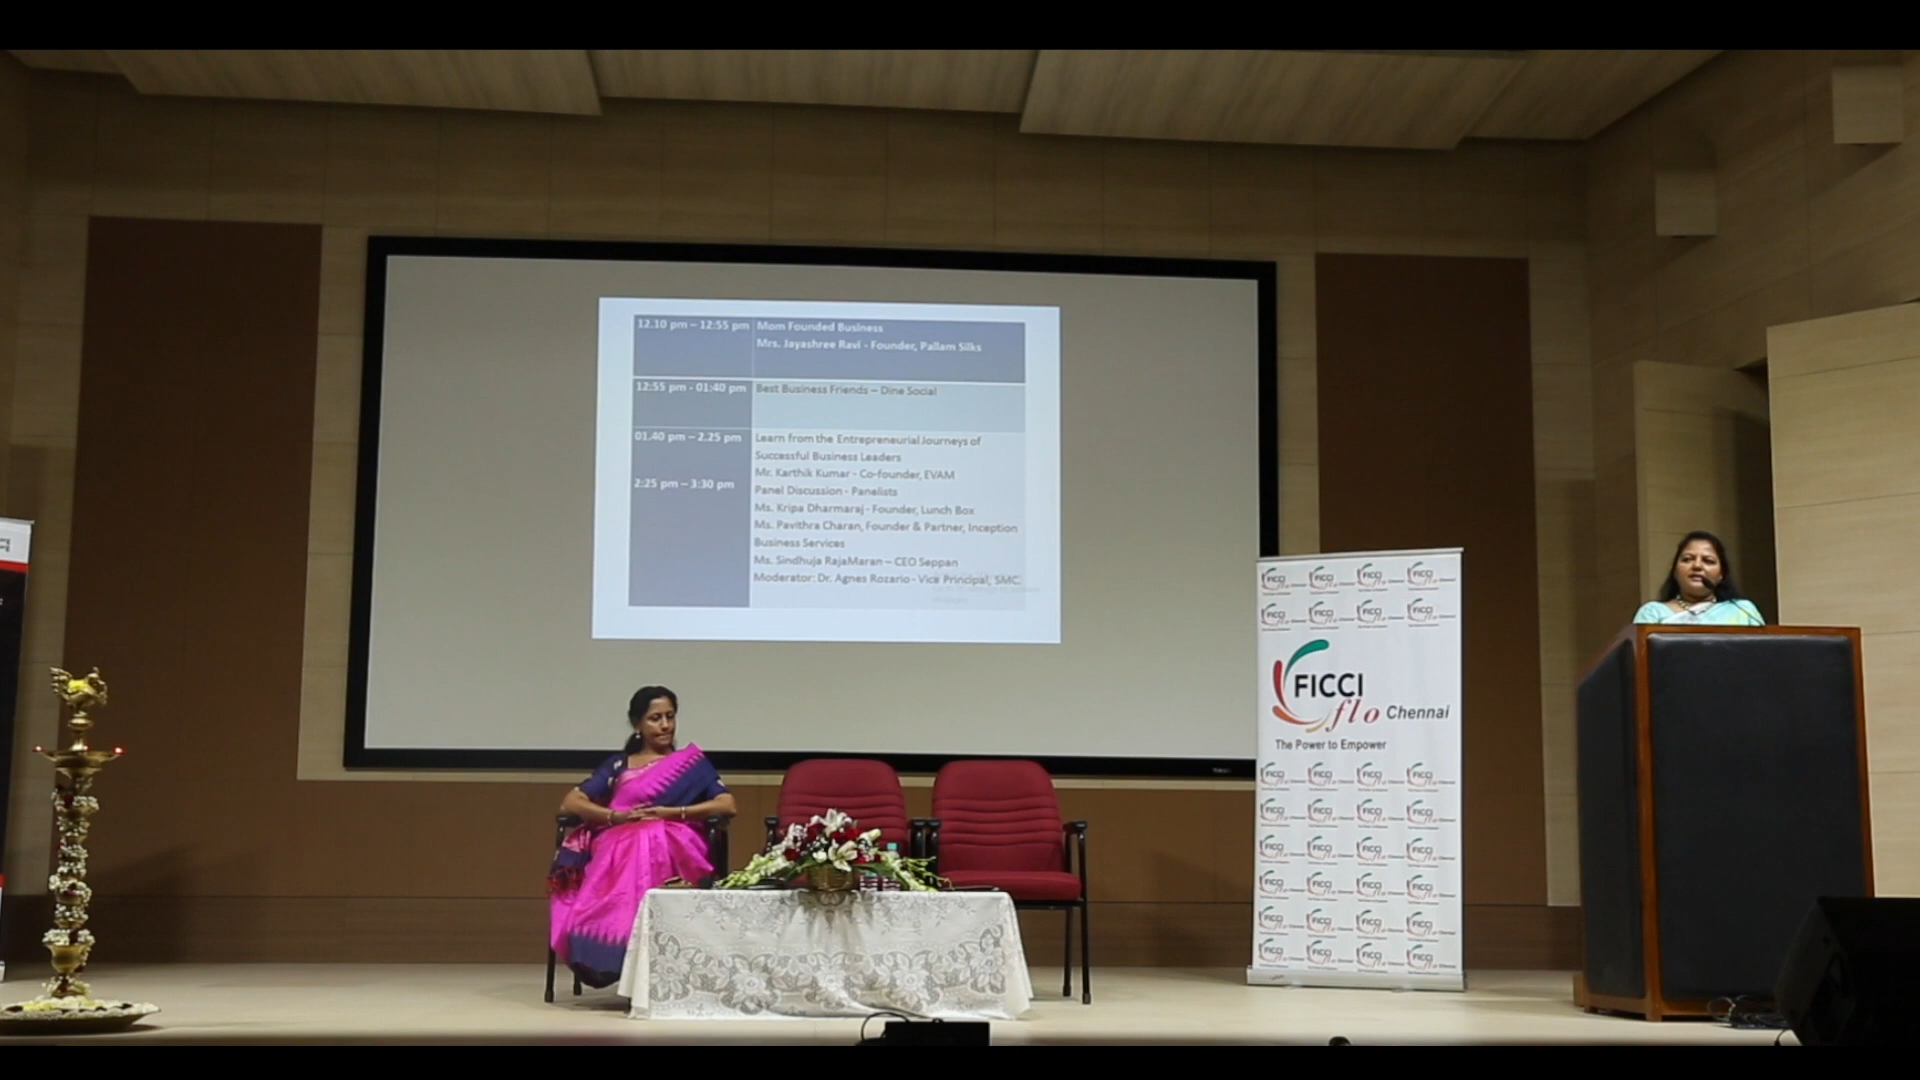 12.10 pm – 12:55 pm
Mom Founded Business
Mrs. Jayashree Ravi - Founder, Pallam Silks
12:55 pm - 01:40 pm
Best Business Friends – Dine Social
01.40 pm – 2.25 pm
Learn from the Entrepreneurial Journeys of
Successful Business Leaders
Mr. Karthik Kumar - Co-founder, EVAM
2:25 pm – 3:30 pm
Panel Discussion - Panelists
Ms. Kripa Dharmaraj - Founder, Lunch Box
Ms. Pavithra Charan, Founder & Partner, Inception
Business Services
Ms. Sindhuja RajaMaran – CEO Seppan
Moderator: Dr. Agnes Rozario - Vice Principal, SMC.
FICCI
flo Chennai
The Power to Empower